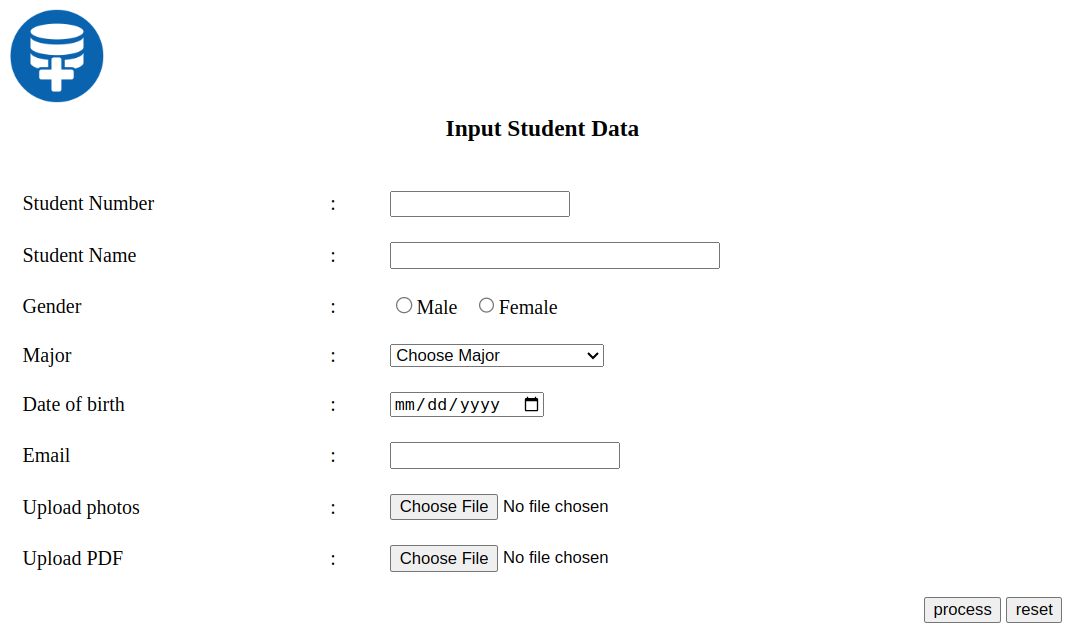 Input Student Data
Student Number :
Student Name :
Gender : Male Female
Major : Choose Major
Date of birth : mm/dd/yyyy
Email :
Upload photos : Choose File No file chosen
Upload PDF : Choose File No file chosen
process reset